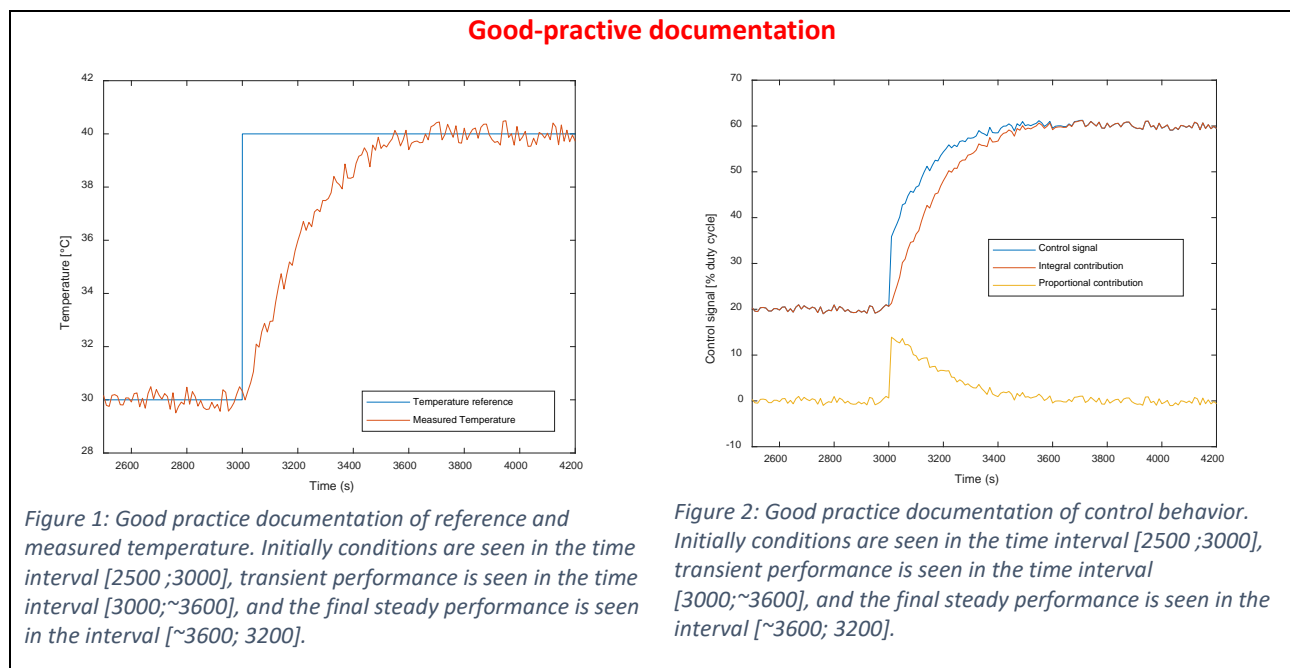 Good-practive documentation
42
40
38
36
34
32
30
28
Temperature [°C]
Temperature reference
Measured Temperature
2600 2800 3000 3200 3400 3600 3800 4000 4200
Time (s)
Figure 1: Good practice documentation of reference and
measured temperature. Initially conditions are seen in the time
interval [2500 ;3000], transient performance is seen in the time
interval [3000;~3600], and the final steady performance is seen
in the interval [~3600; 3200].
70
60
50
40
30
20
10
0
-10
Control signal [% duty cycle]
Control signal
Integral contribution
Proportional contribution
2600 2800 3000 3200 3400 3600 3800 4000 4200
Time (s)
Figure 2: Good practice documentation of control behavior.
Initially conditions are seen in the time interval [2500 ;3000],
transient performance is seen in the time interval
[3000;~3600], and the final steady performance is seen in the
interval [~3600; 3200].